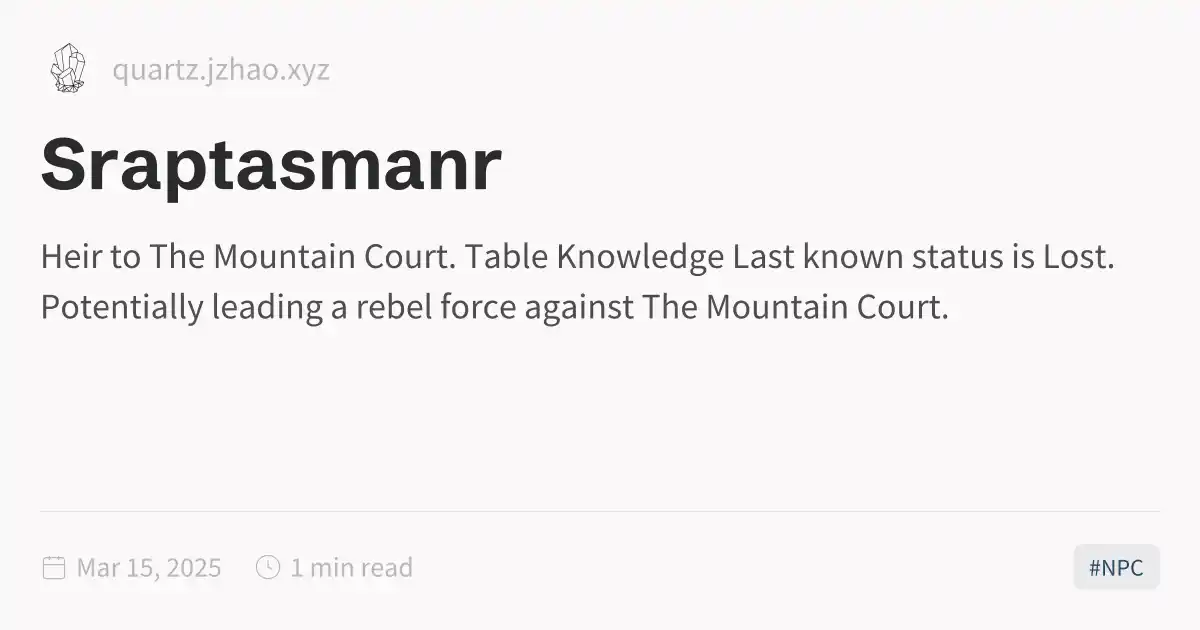 quartz.jzhao.xyz
Sraptasmanr
Heir to The Mountain Court. Table Knowledge Last known status is Lost.
Potentially leading a rebel force against The Mountain Court.
Mar 15, 2025 1 min read #NPC